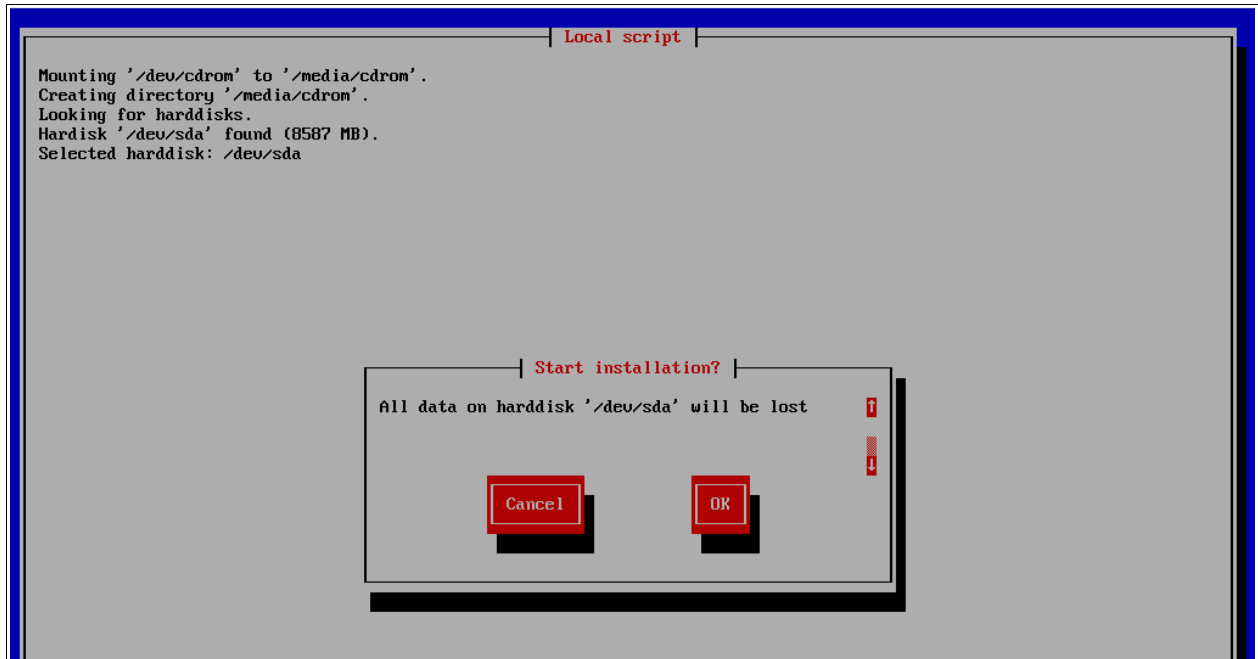 Local script
Mounting '/dev/cdrom' to '/media/cdrom'.
Creating directory '/media/cdrom'.
Looking for harddisks.
Hardisk '/dev/sda' found (8587 MB).
Selected harddisk: /dev/sda
Start installation?
All data on harddisk '/dev/sda' will be lost
Cancel OK